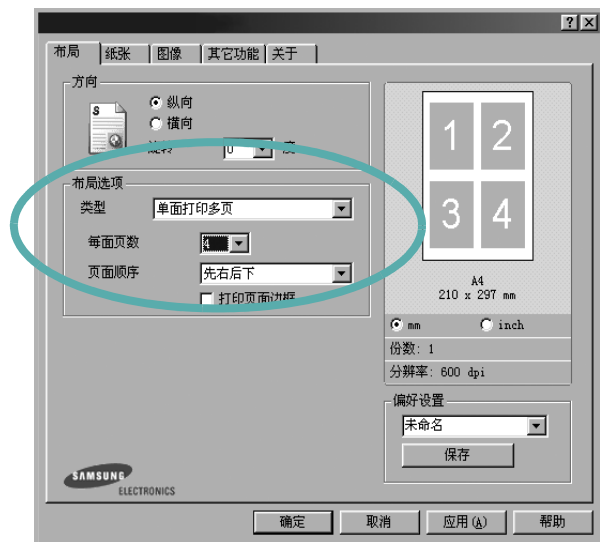 布局 纸张 图像 其它功能 关于
方向
S
纵向
横向
旋转 0 度
布局选项
类型 单面打印多页
每面页数 4
页面顺序 先右后下
打印页面边框
1 2
3 4
A4
210 x 297 mm
mm inch
份数: 1
分辨率: 600 dpi
偏好设置
未命名
保存
SAMSUNG
ELECTRONICS
确定 取消 应用(A) 帮助